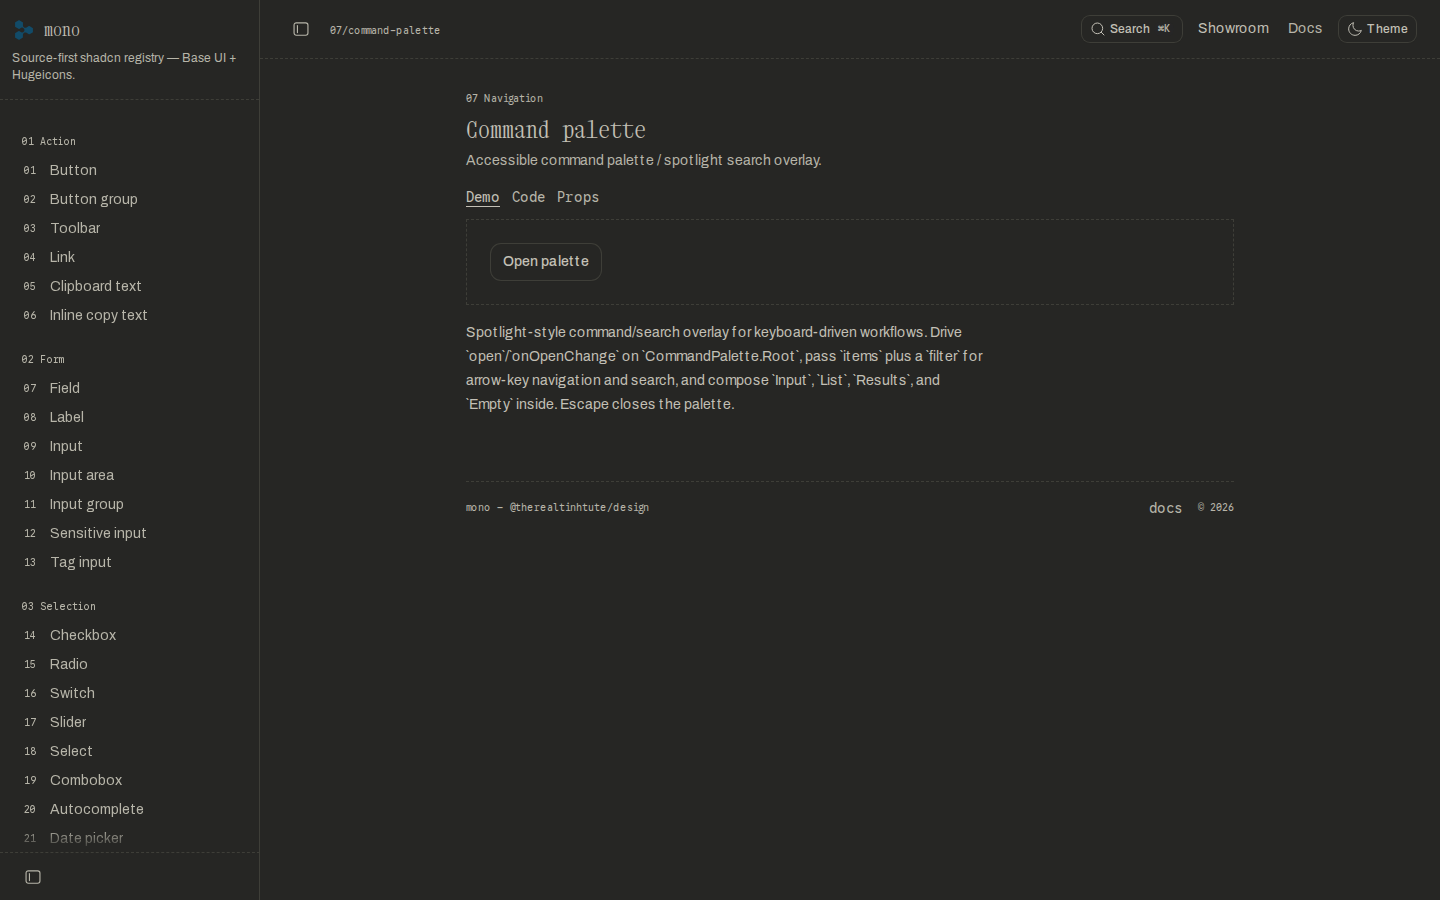 mono
Source-first shadcn registry — Base UI +
Hugeicons.
01 Action
01 Button
02 Button group
03 Toolbar
04 Link
05 Clipboard text
06 Inline copy text
02 Form
07 Field
08 Label
09 Input
10 Input area
11 Input group
12 Sensitive input
13 Tag input
03 Selection
14 Checkbox
15 Radio
16 Switch
17 Slider
18 Select
19 Combobox
20 Autocomplete
21 Date picker
07/command-palette
Search ⌘K
Showroom
Docs
Theme
07 Navigation
Command palette
Accessible command palette / spotlight search overlay.
Demo Code Props
Open palette
Spotlight-style command/search overlay for keyboard-driven workflows. Drive
`open`/`onOpenChange` on `CommandPalette.Root`, pass `items` plus a `filter` for
arrow-key navigation and search, and compose `Input`, `List`, `Results`, and
`Empty` inside. Escape closes the palette.
mono — @therealtinhtute/design
docs © 2026